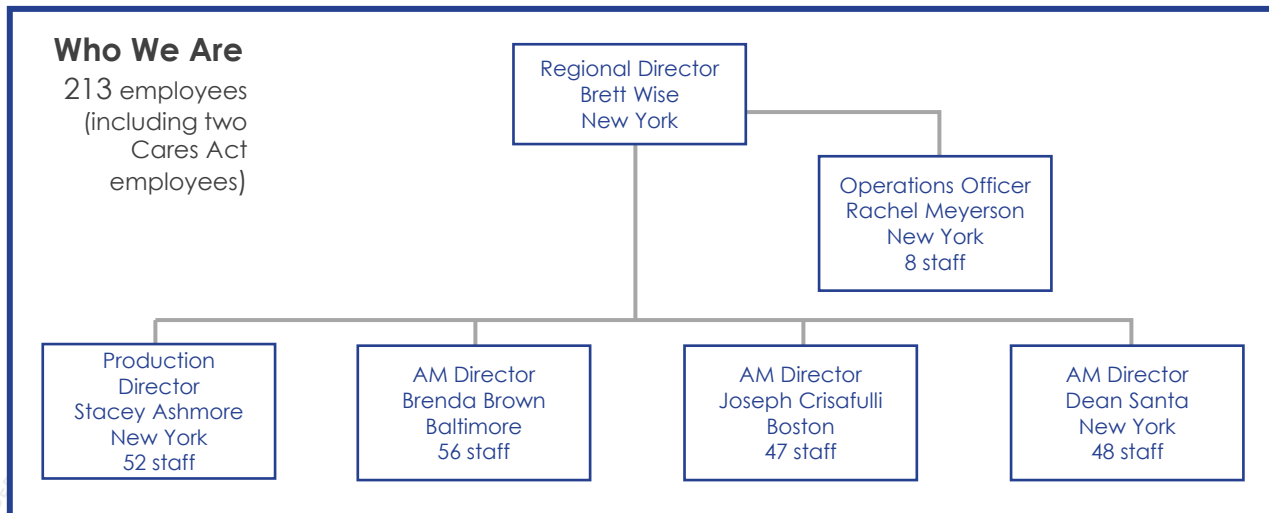 Who We Are
213 employees
(including two
Cares Act
employees)
Regional Director
Brett Wise
New York
Operations Officer
Rachel Meyerson
New York
8 staff
Production
Director
Stacey Ashmore
New York
52 staff
AM Director
Brenda Brown
Baltimore
56 staff
AM Director
Joseph Crisafulli
Boston
47 staff
AM Director
Dean Santa
New York
48 staff